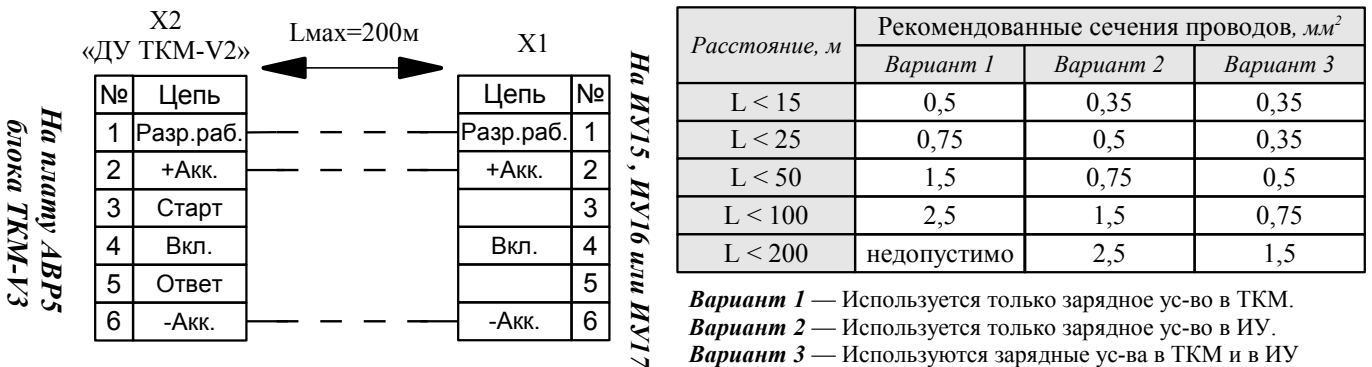 X2
«ДУ ТКМ-V2»
Lмах=200м
X1
На плату АВР5
блока ТКМ-V3
№ Цепь
1 Разр.раб.
2 +Акк.
3 Старт
4 Вкл.
5 Ответ
6 -Акк.
Цепь №
Разр.раб. 1
+Акк. 2
3
Вкл. 4
5
-Акк. 6
На ИУ15 , ИУ16 или ИУ17
Расстояние, м
Рекомендованные сечения проводов, мм²
Вариант 1 Вариант 2 Вариант 3
L < 15 0,5 0,35 0,35
L < 25 0,75 0,5 0,35
L < 50 1,5 0,75 0,5
L < 100 2,5 1,5 0,75
L < 200 недопустимо 2,5 1,5
Вариант 1 — Используется только зарядное ус-во в ТКМ.
Вариант 2 — Используется только зарядное ус-во в ИУ.
Вариант 3 — Используются зарядные ус-ва в ТКМ и в ИУ